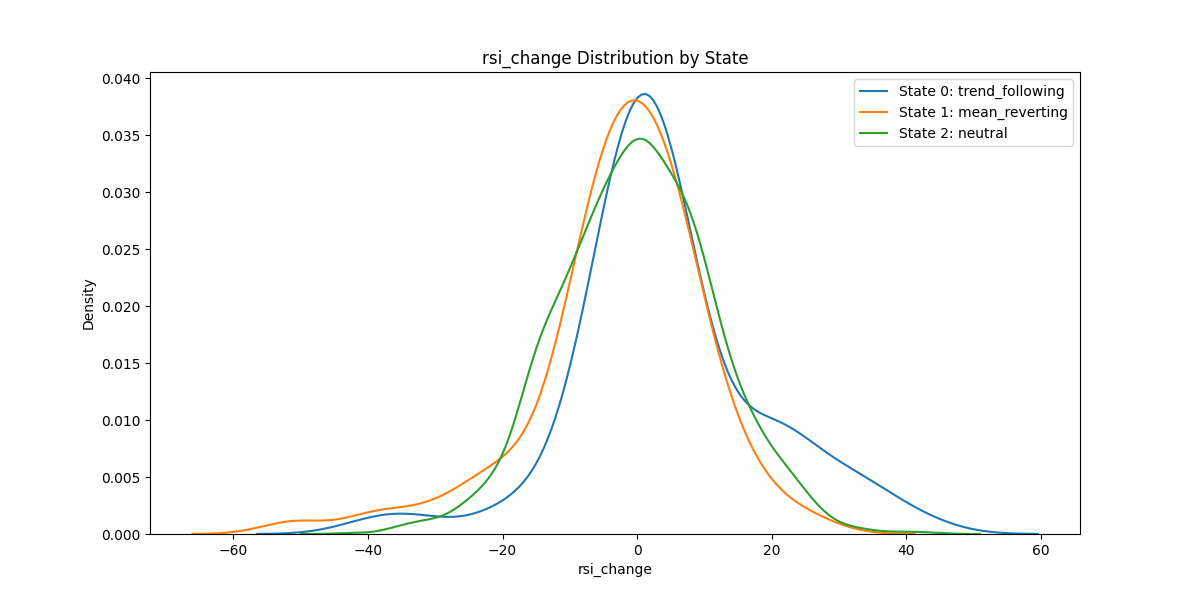 rsi_change Distribution by State
State 0: trend_following
State 1: mean_reverting
State 2: neutral
Density
0.040
0.035
0.030
0.025
0.020
0.015
0.010
0.005
0.000
−60
−40
−20
0
20
40
60
rsi_change